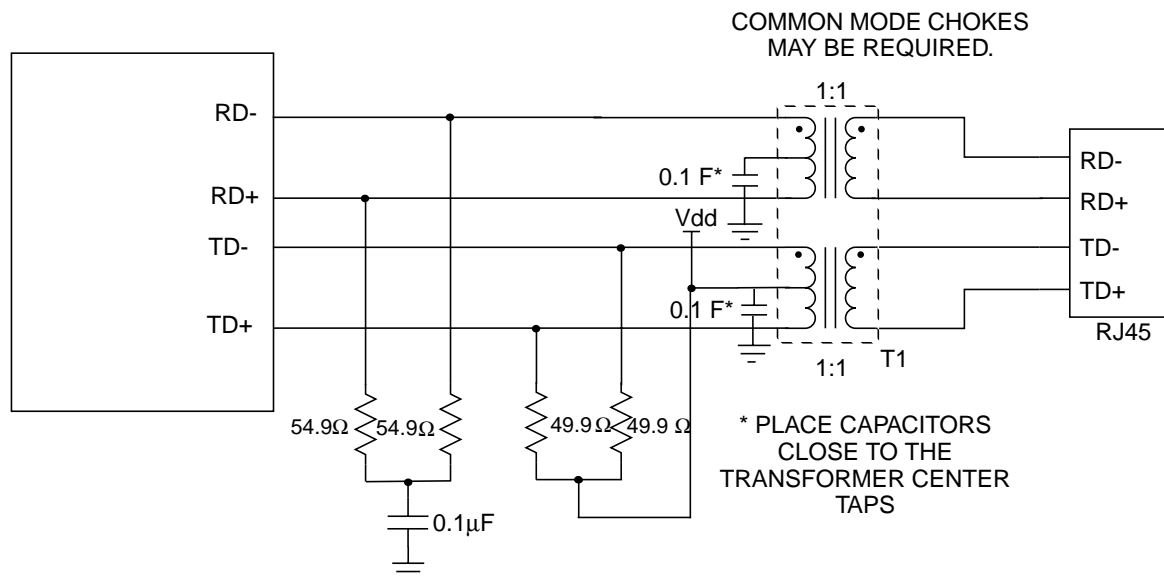 COMMON MODE CHOKES
MAY BE REQUIRED.
1:1
RD-
RD-
0.1 F*
RD+
RD+
Vdd
TD-
TD-
0.1 F*
TD+
TD+
RJ45
1:1
T1
54.9Ω
54.9Ω
49.9Ω
49.9 Ω
* PLACE CAPACITORS
CLOSE TO THE
TRANSFORMER CENTER
TAPS
0.1μF